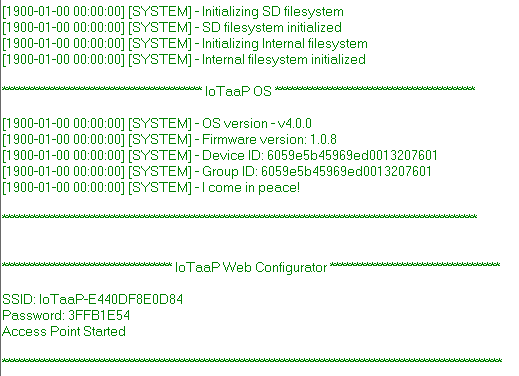 [1900-01-00 00:00:00] [SYSTEM] - Initializing SD filesystem
[1900-01-00 00:00:00] [SYSTEM] - SD filesystem initialized
[1900-01-00 00:00:00] [SYSTEM] - Initializing Internal filesystem
[1900-01-00 00:00:00] [SYSTEM] - Internal filesystem initialized
**************************************** IoTaaP OS ****************************************
[1900-01-00 00:00:00] [SYSTEM] - OS version - v4.0.0
[1900-01-00 00:00:00] [SYSTEM] - Firmware version: 1.0.8
[1900-01-00 00:00:00] [SYSTEM] - Device ID: 6059e5b45969ed0013207601
[1900-01-00 00:00:00] [SYSTEM] - Group ID: 6059e5b45969ed0013207601
[1900-01-00 00:00:00] [SYSTEM] - I come in peace!
***********************************************************************************************
********************************** IoTaaP Web Configurator **********************************
SSID: IoTaaP-E440DF8E0D84
Password: 3FFB1E54
Access Point Started
****************************************************************************************************